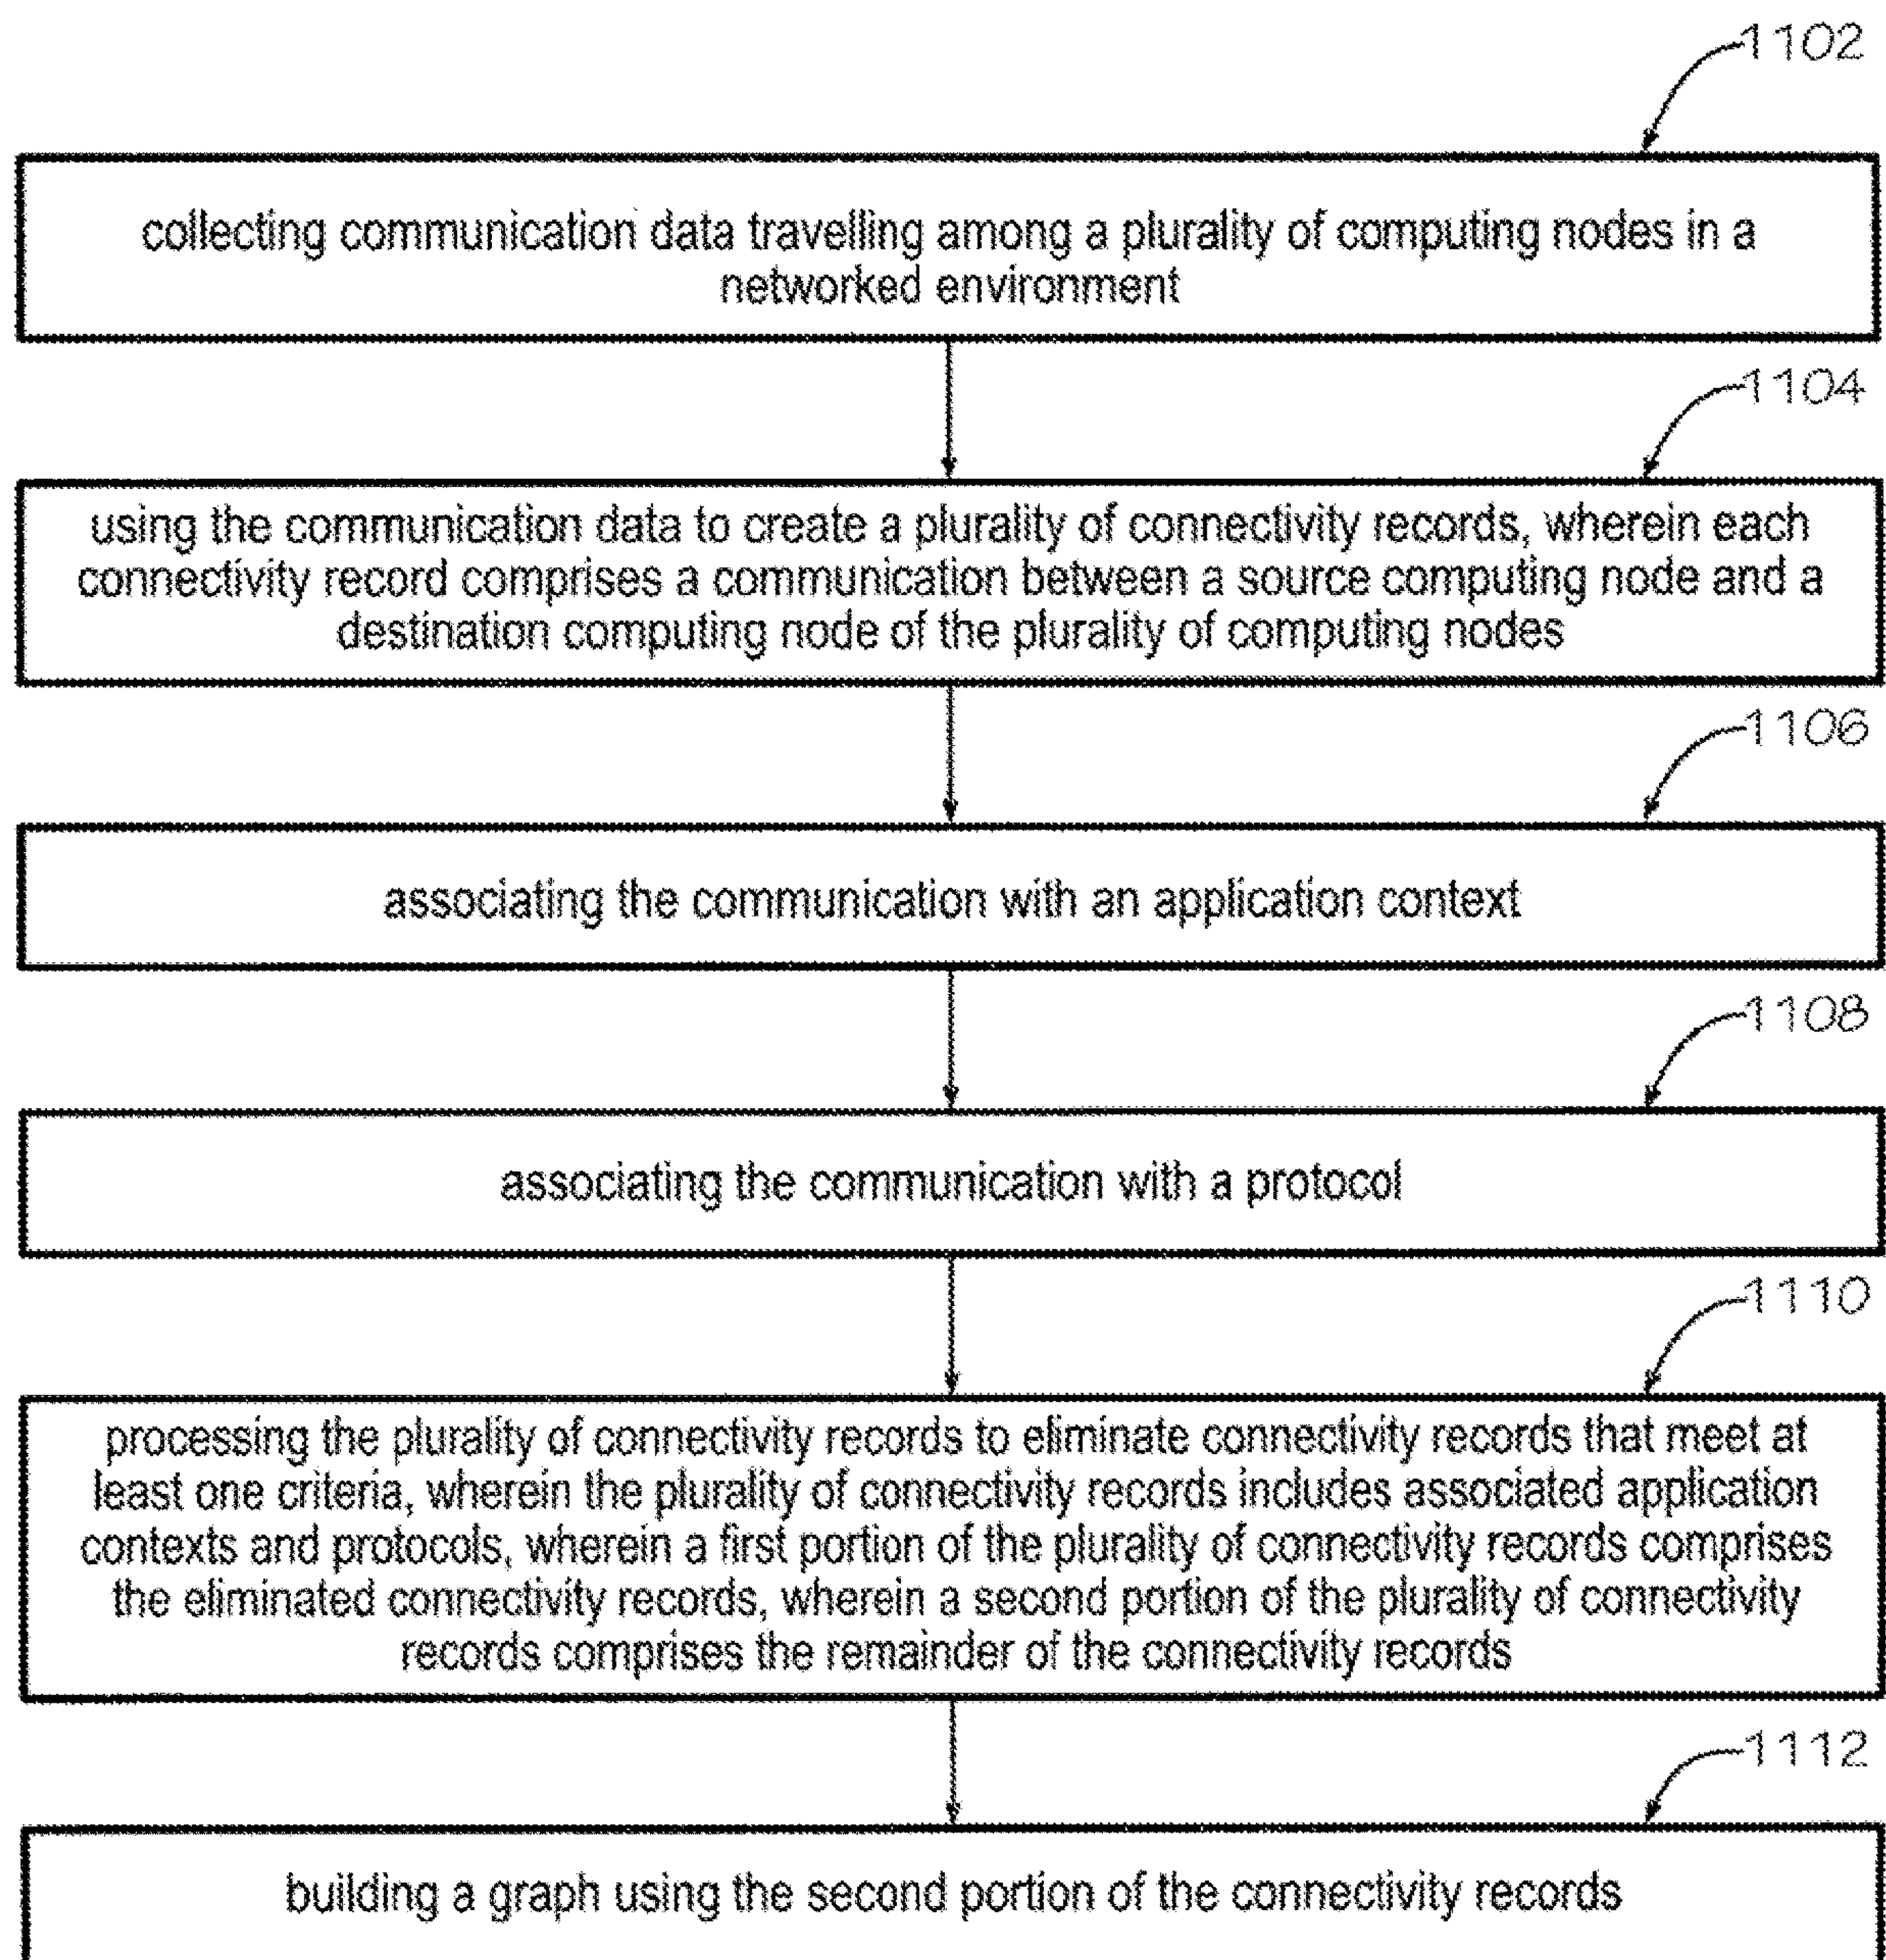 1102
collecting communication data travelling among a plurality of computing nodes in a
networked environment
1104
using the communication data to create a plurality of connectivity records, wherein each
connectivity record comprises a communication between a source computing node and a
destination computing node of the plurality of computing nodes
1106
associating the communication with an application context
1108
associating the communication with a protocol
1110
processing the plurality of connectivity records to eliminate connectivity records that meet at
least one criteria, wherein the plurality of connectivity records includes associated application
contexts and protocols, wherein a first portion of the plurality of connectivity records comprises
the eliminated connectivity records, wherein a second portion of the plurality of connectivity
records comprises the remainder of the connectivity records
1112
building a graph using the second portion of the connectivity records